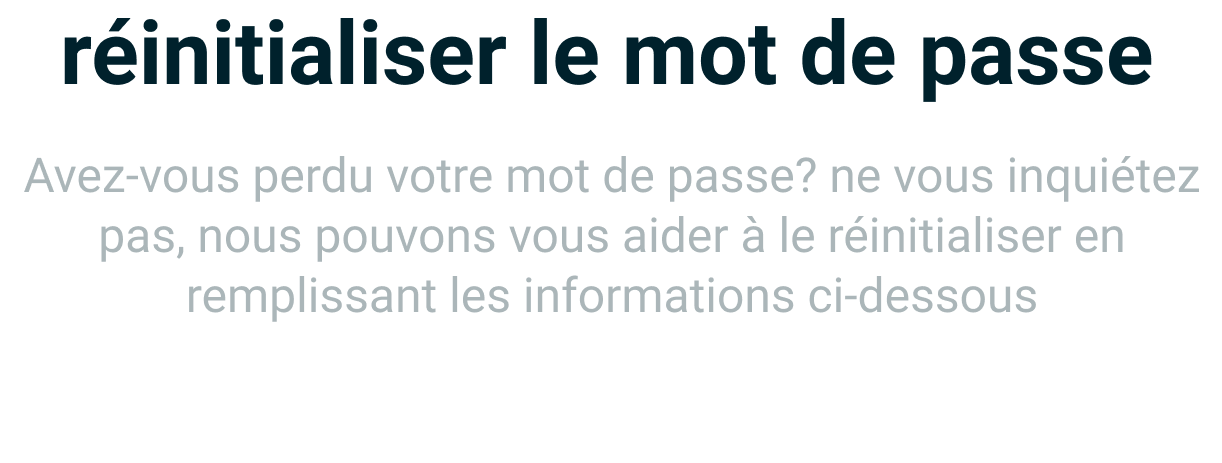 réinitialiser le mot de passe
Avez-vous perdu votre mot de passe? ne vous inquiétez
pas, nous pouvons vous aider à le réinitialiser en
remplissant les informations ci-dessous